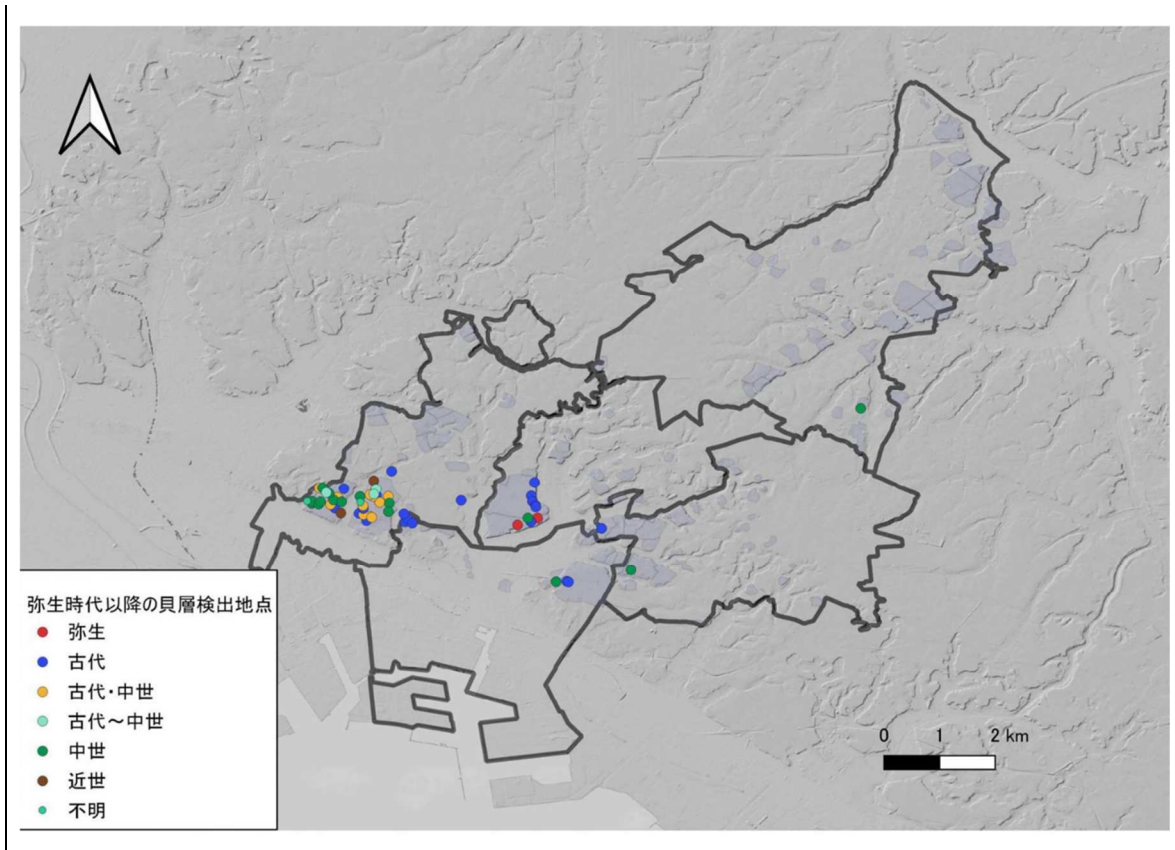 弥生時代以降の貝層検出地点
弥生
古代
古代・中世
古代～中世
中世
近世
不明
0 1 2 km